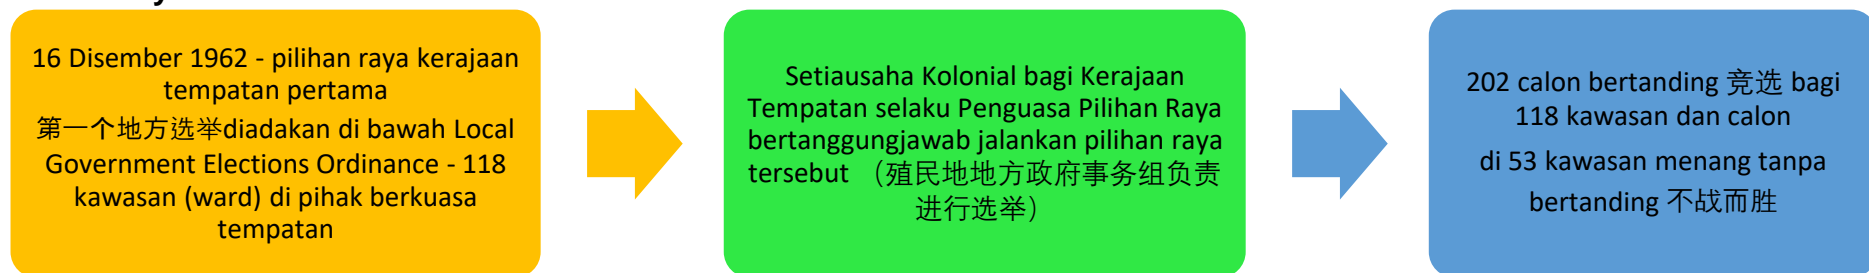 16 Disember 1962 - pilihan raya kerajaan
tempatan pertama
第一个地方选举diadakan di bawah Local
Government Elections Ordinance - 118
kawasan (ward) di pihak berkuasa
tempatan
Setiausaha Kolonial bagi Kerajaan
Tempatan selaku Penguasa Pilihan Raya
bertanggungjawab jalankan pilihan raya
tersebut （殖民地地方政府事务组负责
进行选举）
202 calon bertanding 竞选 bagi
118 kawasan dan calon
di 53 kawasan menang tanpa
bertanding 不战而胜